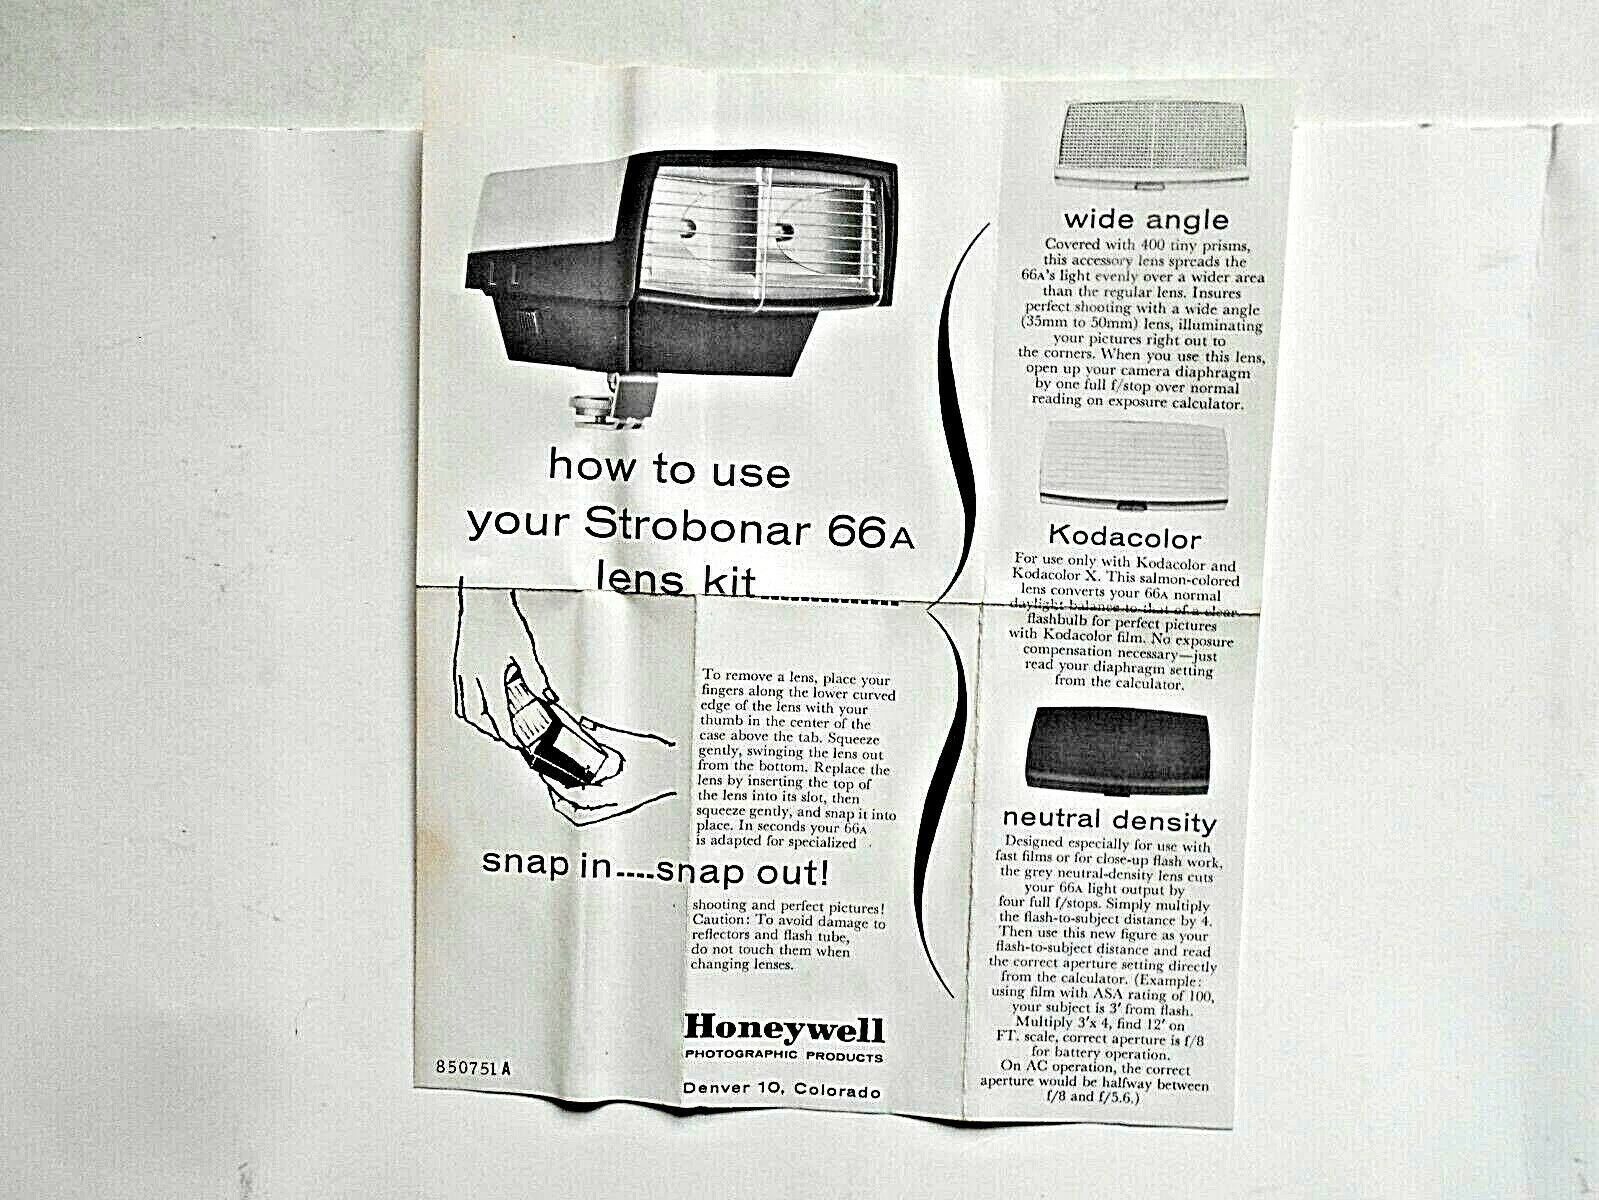 how to use
your Strobonar 66A
lens kit
To remove a lens, place your
fingers along the lower curved
edge of the lens with your
thumb in the center of the
case above the tab. Squeeze
gently, swinging the lens out
from the bottom. Replace the
lens by inserting the top of
the lens into its slot, then
squeeze gently, and snap it into
place. In seconds your 66A
is adapted for specialized
snap in....snap out!
shooting and perfect pictures!
Caution: To avoid damage to
reflectors and flash tube,
do not touch them when
changing lenses.
Honeywell
PHOTOGRAPHIC PRODUCTS
Denver 10, Colorado
850751A
wide angle
Covered with 400 tiny prisms,
this accessory lens spreads the
66A's light evenly over a wider area
than the regular lens. Insures
perfect shooting with a wide angle
(35mm to 50mm) lens, illuminating
your pictures right out to
the corners. When you use this lens,
open up your camera diaphragm
by one full f/stop over normal
reading on exposure calculator.
Kodacolor
For use only with Kodacolor and
Kodacolor X. This salmon-colored
lens converts your 66A normal
daylight balance to that of a clear
flashbulb for perfect pictures
with Kodacolor film. No exposure
compensation necessary—just
read your diaphragm setting
from the calculator.
neutral density
Designed especially for use with
fast films or for close-up flash work,
the grey neutral-density lens cuts
your 66A light output by
four full f/stops. Simply multiply
the flash-to-subject distance by 4.
Then use this new figure as your
flash-to-subject distance and read
the correct aperture setting directly
from the calculator. (Example:
using film with ASA rating of 100,
your subject is 3' from flash.
Multiply 3'x 4, find 12' on
FT. scale, correct aperture is f/8
for battery operation.
On AC operation, the correct
aperture would be halfway between
f/8 and f/5.6.)